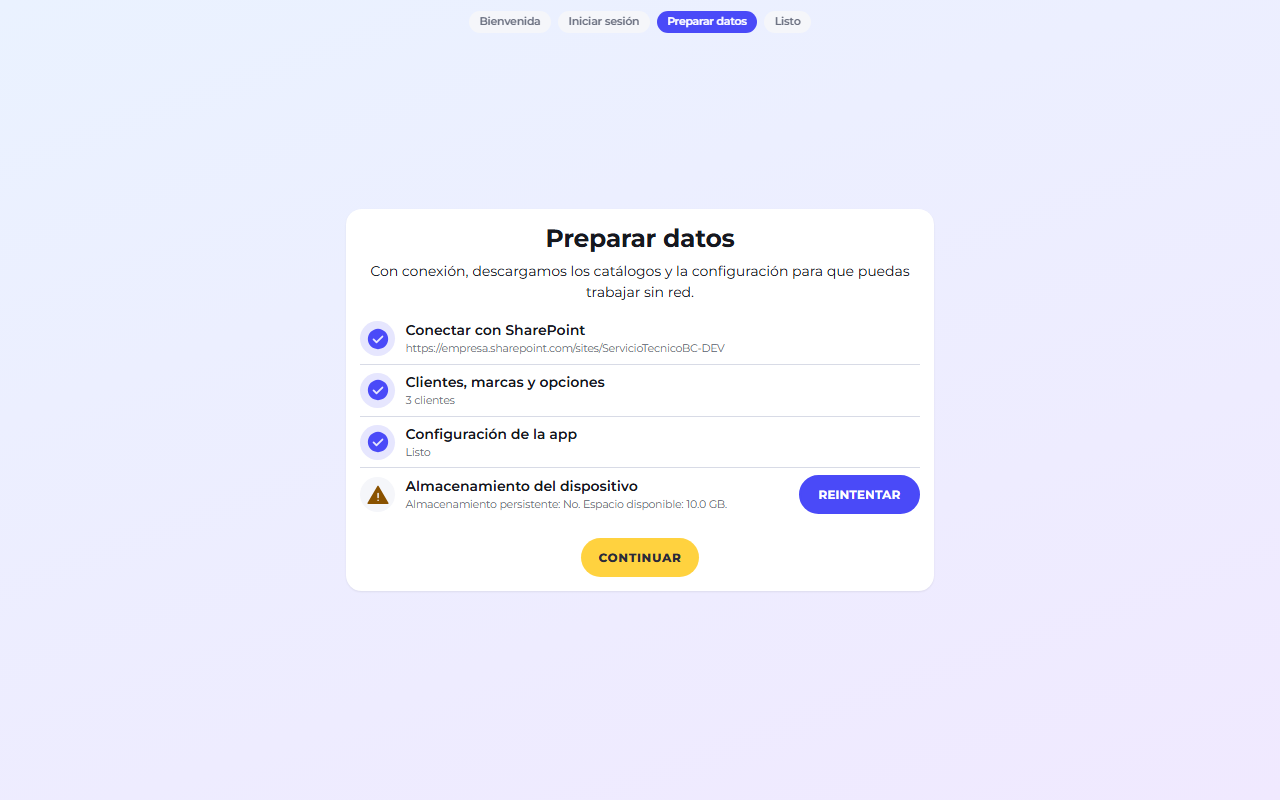 Bienvenida
Iniciar sesión
Preparar datos
Listo
Preparar datos
Con conexión, descargamos los catálogos y la configuración para que puedas
trabajar sin red.
Conectar con SharePoint
https://empresa.sharepoint.com/sites/ServicioTecnicoBC-DEV
Clientes, marcas y opciones
3 clientes
Configuración de la app
Listo
Almacenamiento del dispositivo
Almacenamiento persistente: No. Espacio disponible: 10.0 GB.
REINTENTAR
CONTINUAR